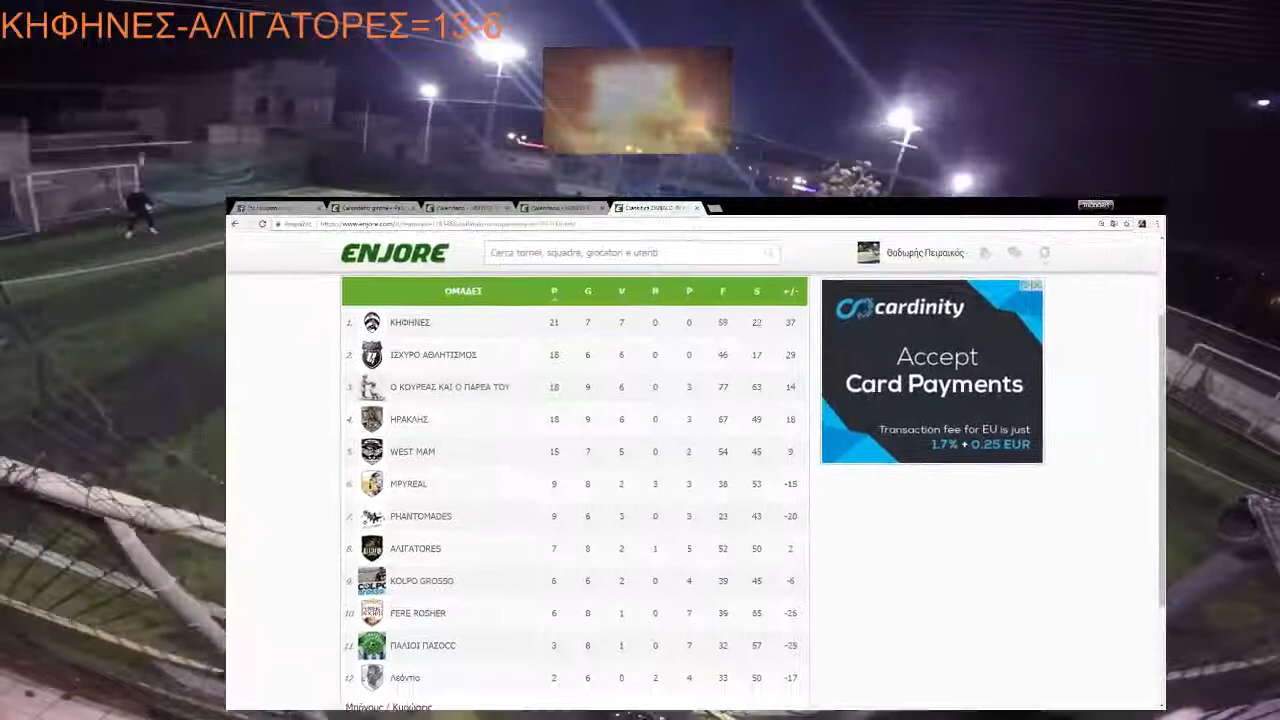 ΚΗΦΗΝΕΣ-ΑΛΙΓΑΤΟΡΕΣ=13-6
ENJORE
Cerca tornei, squadre, giocatori e utenti
Θοδωρής Πειραικός
ΟΜΑΔΕΣ P G V N P F S +/-
1. ΚΗΦΗΝΕΣ 21 7 7 0 0 59 22 37
2. ΙΣΧΥΡΟ ΑΘΛΗΤΙΣΜΟΣ 18 6 6 0 0 46 17 29
3. Ο ΚΟΥΡΕΑΣ ΚΑΙ Ο ΠΑΡΕΑ ΤΟΥ 18 9 6 0 3 77 63 14
4. ΗΡΑΚΛΗΣ 18 9 6 0 3 67 49 18
5. WEST MAM 15 7 5 0 2 54 45 9
6. MPYREAL 9 8 2 3 3 38 53 -15
7. PHANTOMADES 9 6 3 0 3 23 43 -20
8. ΑΛΙΓΑΤΟRES 7 8 2 1 5 52 50 2
9. KOLPO GROSSO 6 6 2 0 4 39 45 -6
10. FERE ROSHER 6 8 1 0 7 39 65 -26
11. ΠΑΛΙΟΙ ΠΑΣΟCC 3 8 1 0 7 32 57 -25
12. Λεόντιο 2 6 0 2 4 33 50 -17
cardinity
Accept
Card Payments
Transaction fee for EU is just
1.7% + 0.25 EUR